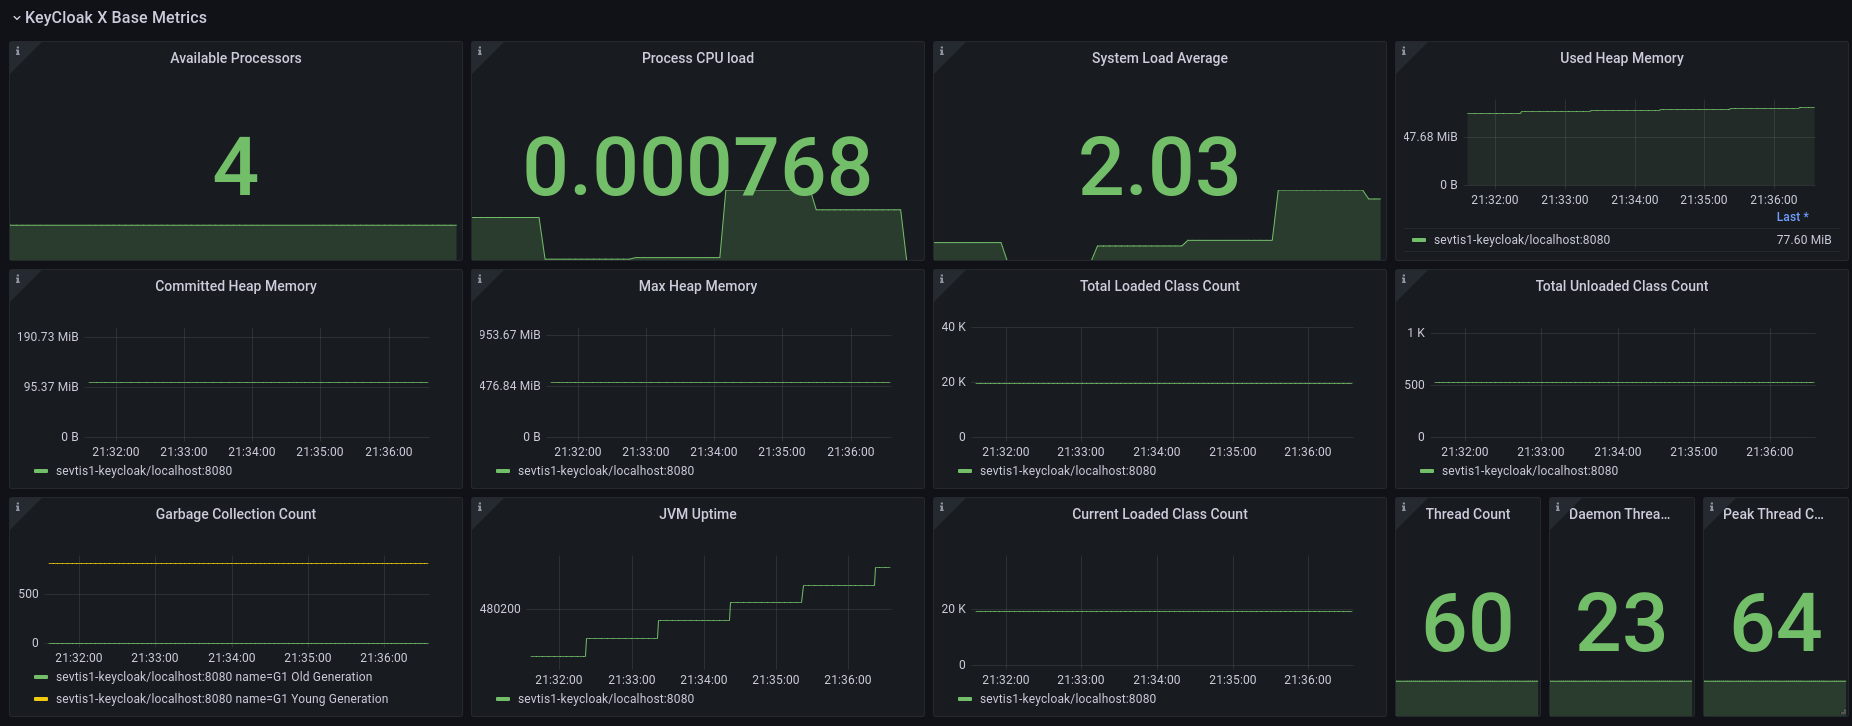 KeyCloak X Base Metrics
Available Processors
4
Process CPU load
0.000768
System Load Average
2.03
Used Heap Memory
47.68 MiB
0 B
21:32:00 21:33:00 21:34:00 21:35:00 21:36:00
Last *
sevtis1-keycloak/localhost:8080 77.60 MiB
Committed Heap Memory
190.73 MiB
95.37 MiB
0 B
21:32:00 21:33:00 21:34:00 21:35:00 21:36:00
sevtis1-keycloak/localhost:8080
Max Heap Memory
953.67 MiB
476.84 MiB
0 B
21:32:00 21:33:00 21:34:00 21:35:00 21:36:00
sevtis1-keycloak/localhost:8080
Total Loaded Class Count
40 K
20 K
0
21:32:00 21:33:00 21:34:00 21:35:00 21:36:00
sevtis1-keycloak/localhost:8080
Total Unloaded Class Count
1 K
500
0
21:32:00 21:33:00 21:34:00 21:35:00 21:36:00
sevtis1-keycloak/localhost:8080
Garbage Collection Count
500
0
21:32:00 21:33:00 21:34:00 21:35:00 21:36:00
sevtis1-keycloak/localhost:8080 name=G1 Old Generation
sevtis1-keycloak/localhost:8080 name=G1 Young Generation
JVM Uptime
480200
21:32:00 21:33:00 21:34:00 21:35:00 21:36:00
sevtis1-keycloak/localhost:8080
Current Loaded Class Count
20 K
0
21:32:00 21:33:00 21:34:00 21:35:00 21:36:00
sevtis1-keycloak/localhost:8080
Thread Count
60
Daemon Threa...
23
Peak Thread C...
64